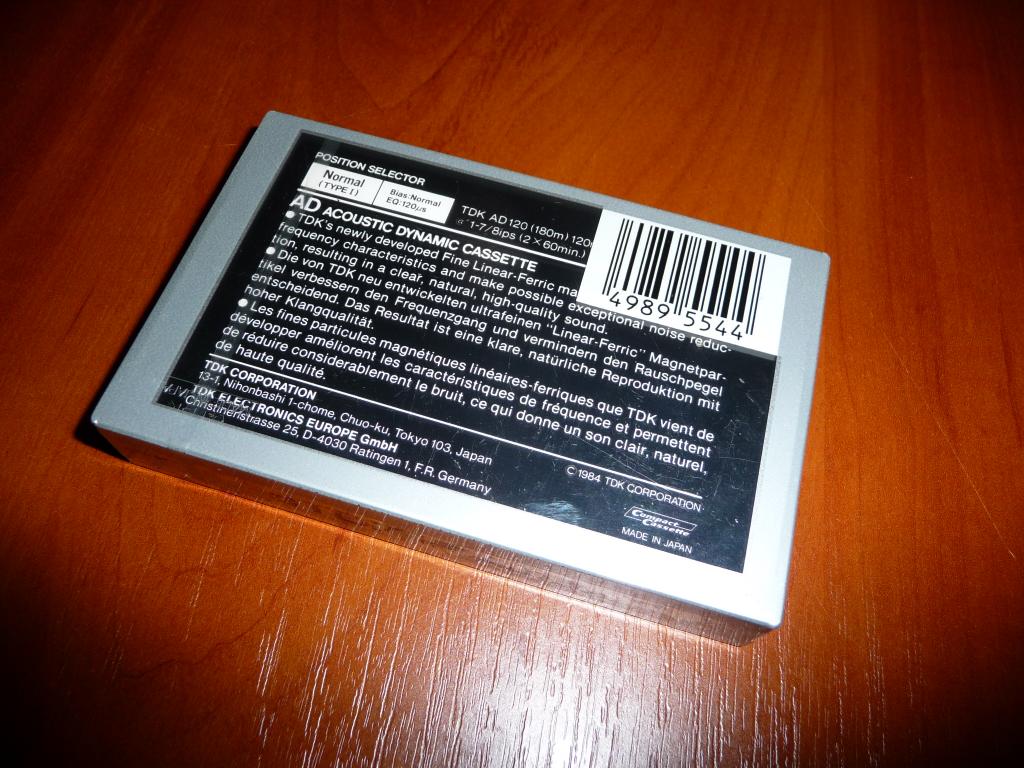 POSITION SELECTOR
Normal
(TYPE I)
Bias:Normal
EQ:120μs
TDK AD120 (180m) 120
1-7/8ips (2×60min.)
4989 5544
AD ACOUSTIC DYNAMIC CASSETTE
● TDK's newly developed Fine Linear-Ferric ma
frequency characteristics and make possible exceptional noise reduc-
tion, resulting in a clear, natural, high-quality sound.
● Die von TDK neu entwickelten ultrafeinen "Linear-Ferric" Magnetpar-
tikel verbessern den Frequenzgang und vermindern den Rauschpegel
entscheidend. Das Resultat ist eine klare, natürliche Reproduktion mit
hoher Klangqualität.
● Les fines particules magnétiques linéaires-ferriques que TDK vient de
développer améliorent les caractéristiques de fréquence et permettent
de réduire considerablement le bruit, ce qui donne un son clair, naturel,
de haute qualité.
TDK CORPORATION
13-1, Nihonbashi 1-chome, Chuo-ku, Tokyo 103, Japan
TDK ELECTRONICS EUROPE GmbH
Christinenstrasse 25, D-4030 Ratingen 1, F.R. Germany
©1984 TDK CORPORATION
Compact
Cassette
MADE IN JAPAN